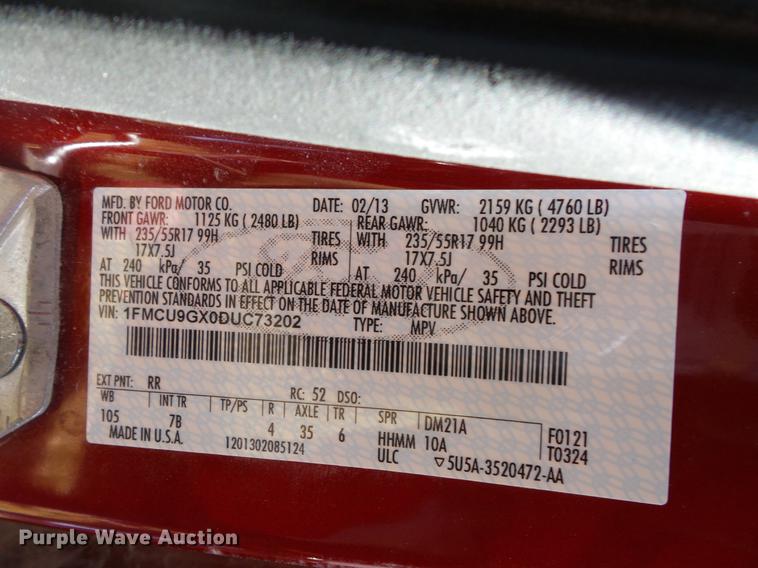 MFD. BY FORD MOTOR CO. DATE: 02/13 GVWR: 2159 KG ( 4760 LB)
FRONT GAWR: 1125 KG ( 2480 LB) REAR GAWR: 1040 KG ( 2293 LB)
WITH 235/55R17 99H TIRES WITH 235/55R17 99H TIRES
17X7.5J RIMS 17X7.5J RIMS
AT 240 kPa/ 35 PSI COLD AT 240 kPa/ 35 PSI COLD
THIS VEHICLE CONFORMS TO ALL APPLICABLE FEDERAL MOTOR VEHICLE SAFETY AND THEFT
PREVENTION STANDARDS IN EFFECT ON THE DATE OF MANUFACTURE SHOWN ABOVE.
VIN: 1FMCU9GX0DUC73202 TYPE: MPV
EXT PNT: RR RC: 52 DSO:
WB INT TR TP/PS R AXLE TR SPR DM21A F0121
105 7B 4 35 6 HHMM 10A T0324
MADE IN U.S.A. 1201302085124 ULC ▽5U5A-3520472-AA
Purple Wave Auction